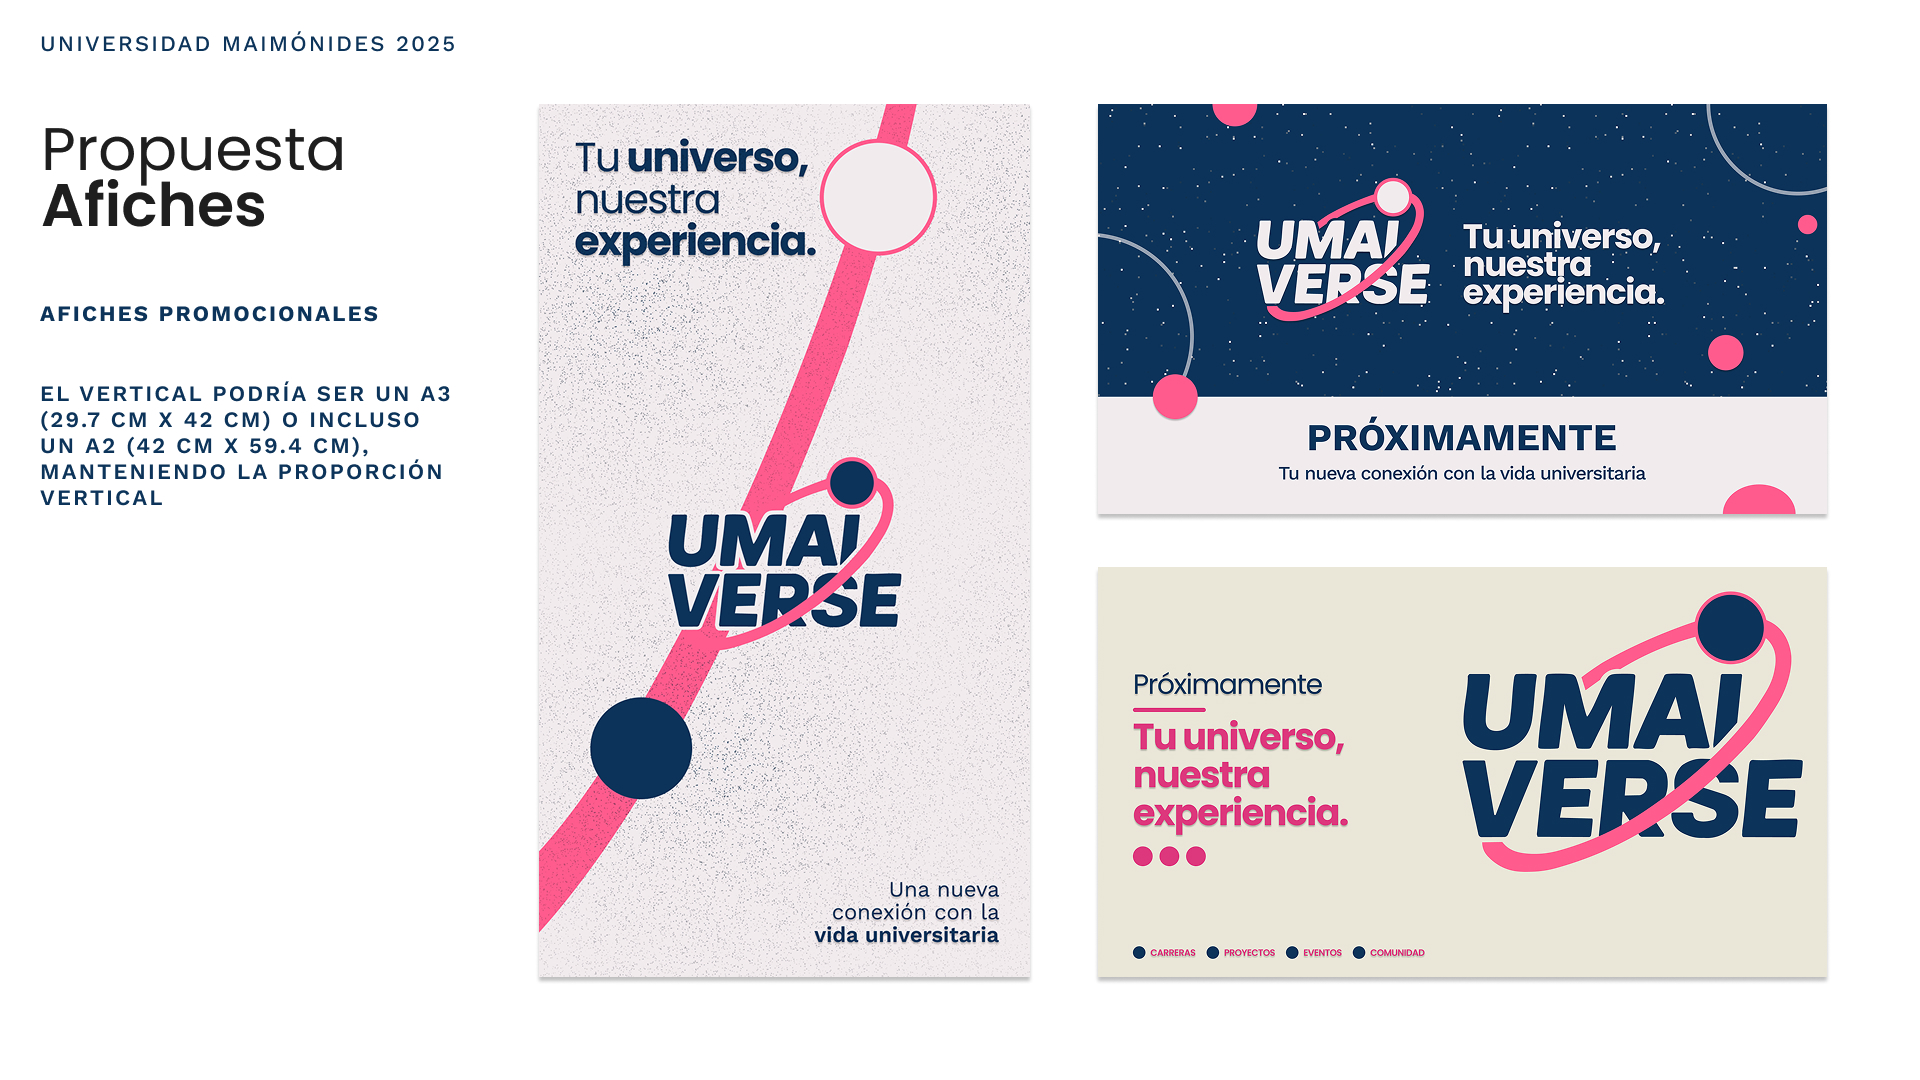 UNIVERSIDAD MAIMÓNIDES 2025
Propuesta
Afiches
AFICHES PROMOCIONALES
EL VERTICAL PODRÍA SER UN A3
(29.7 CM X 42 CM) O INCLUSO
UN A2 (42 CM X 59.4 CM),
MANTENIENDO LA PROPORCIÓN
VERTICAL
Tu universo,
nuestra
experiencia.
UMAI
VERSE
Una nueva
conexión con la
vida universitaria
UMAI
VERSE
Tu universo,
nuestra
experiencia.
PRÓXIMAMENTE
Tu nueva conexión con la vida universitaria
Próximamente
Tu universo,
nuestra
experiencia.
UMAI
VERSE
CARRERAS PROYECTOS EVENTOS COMUNIDAD